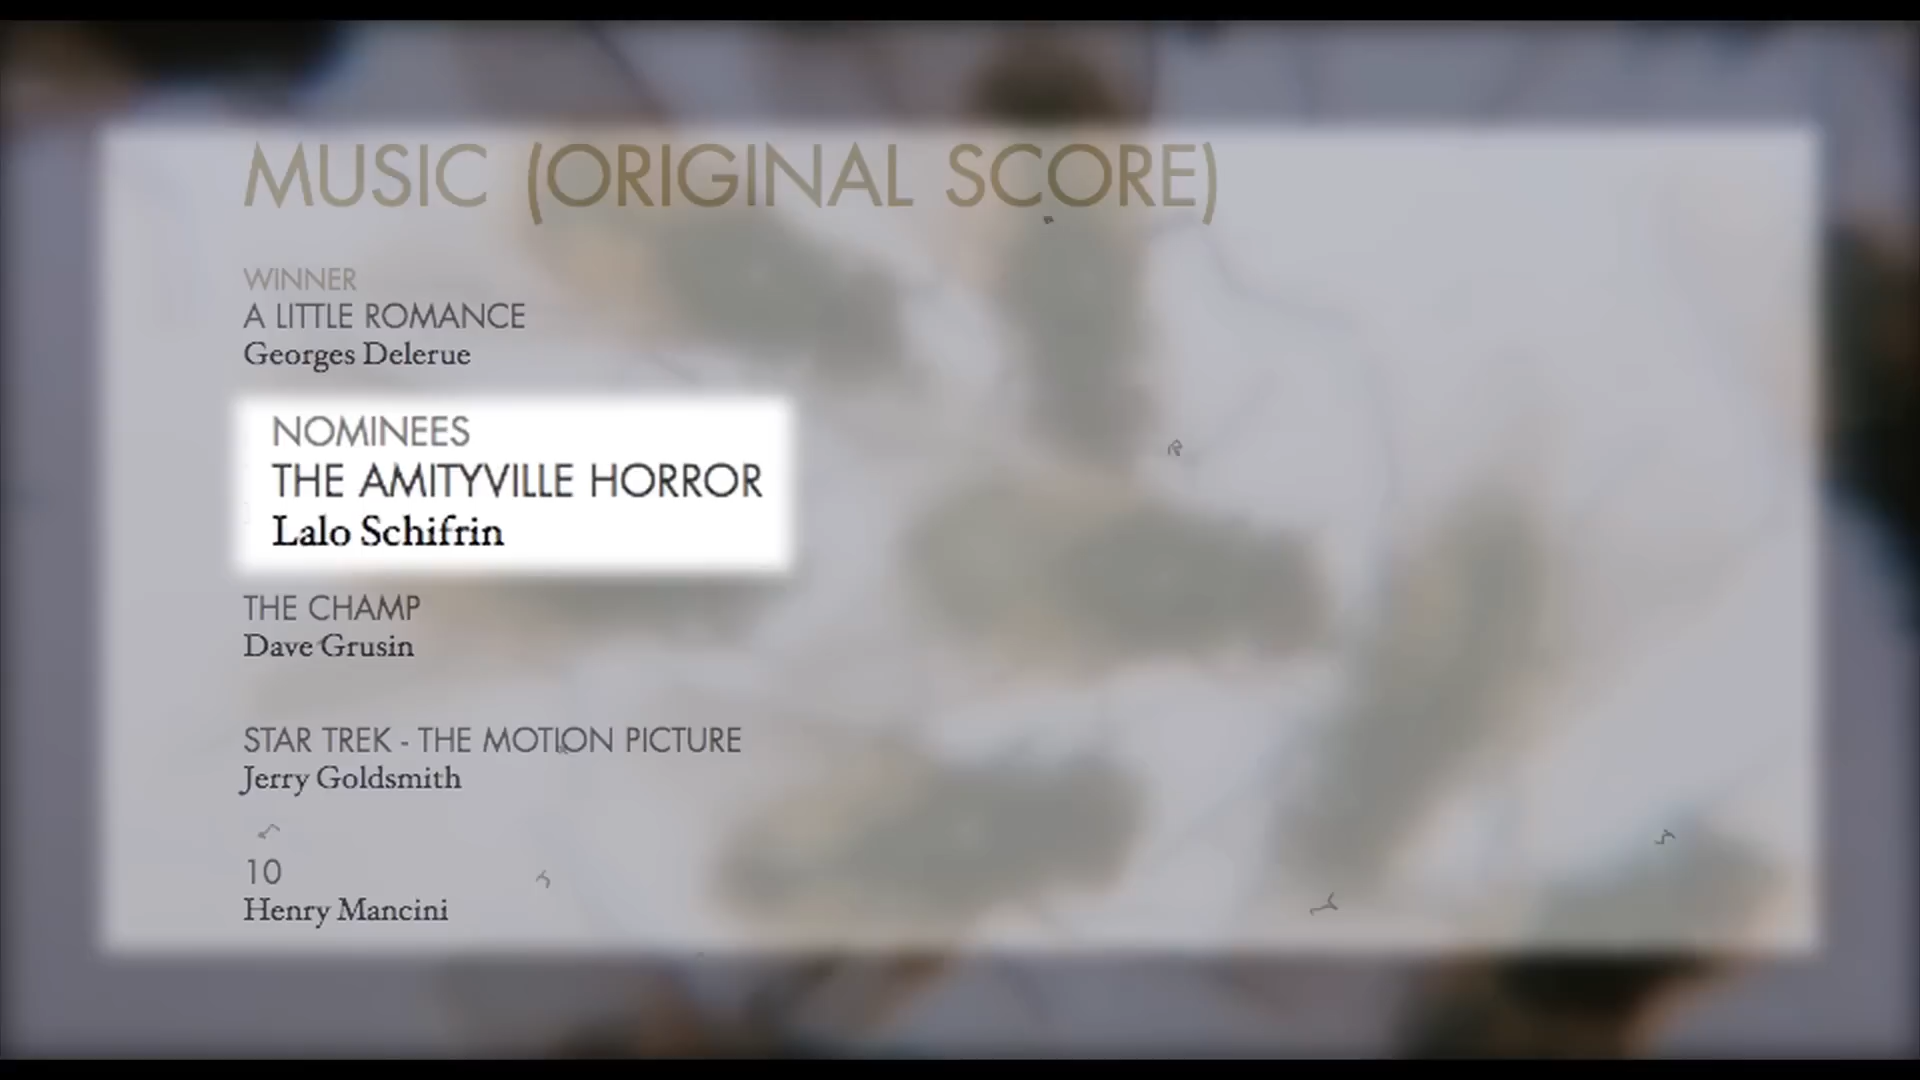 MUSIC (ORIGINAL SCORE)
WINNER
A LITTLE ROMANCE
Georges Delerue
NOMINEES
THE AMITYVILLE HORROR
Lalo Schifrin
THE CHAMP
Dave Grusin
STAR TREK - THE MOTION PICTURE
Jerry Goldsmith
10
Henry Mancini